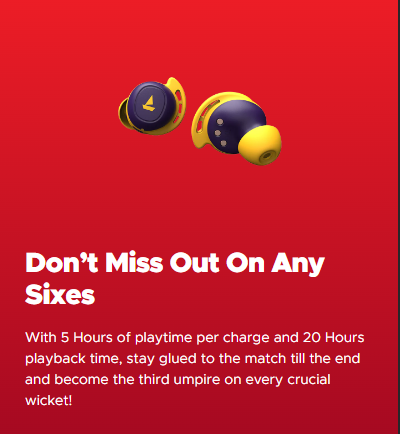 Don't Miss Out On Any
Sixes
With 5 Hours of playtime per charge and 20 Hours
playback time, stay glued to the match till the end
and become the third umpire on every crucial
wicket!